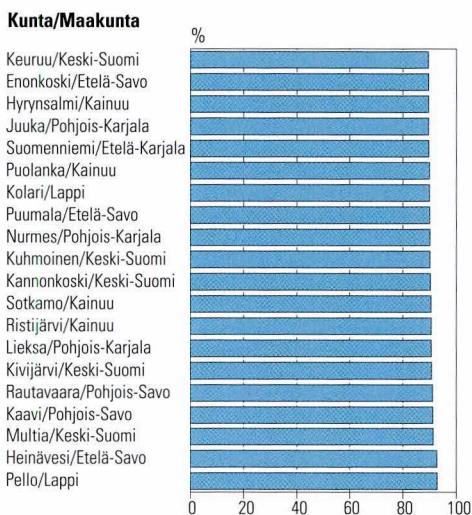 Kunta/Maakunta
%
Keuruu/Keski-Suomi
Enonkoski/Etelä-Savo
Hyrynsalmi/Kainuu
Juuka/Pohjois-Karjala
Suomenniemi/Etelä-Karjala
Puolanka/Kainuu
Kolari/Lappi
Puumala/Etelä-Savo
Nurmes/Pohjois-Karjala
Kuhmoinen/Keski-Suomi
Kannonkoski/Keski-Suomi
Sotkamo/Kainuu
Ristijärvi/Kainuu
Lieksa/Pohjois-Karjala
Kivijärvi/Keski-Suomi
Rautavaara/Pohjois-Savo
Kaavi/Pohjois-Savo
Multia/Keski-Suomi
Heinävesi/Etelä-Savo
Pello/Lappi
0 20 40 60 80 100